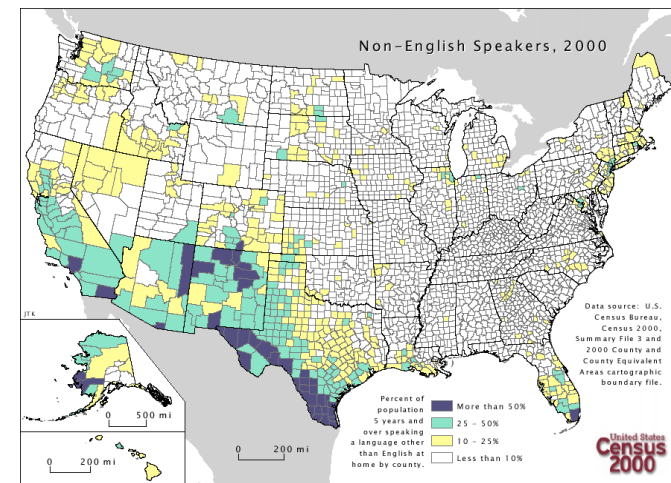 Non-English Speakers, 2000
JTK
Data source: U.S.
Census Bureau,
Census 2000,
Summary File 3 and
2000 County and
County Equivalent
Areas cartographic
boundary file.
0 500 mi
0 200 mi
0 200 mi
Percent of
population
5 years and
over speaking
a language other
than English at
home by county.
More than 50%
25 - 50%
10 - 25%
Less than 10%
United States
Census
2000